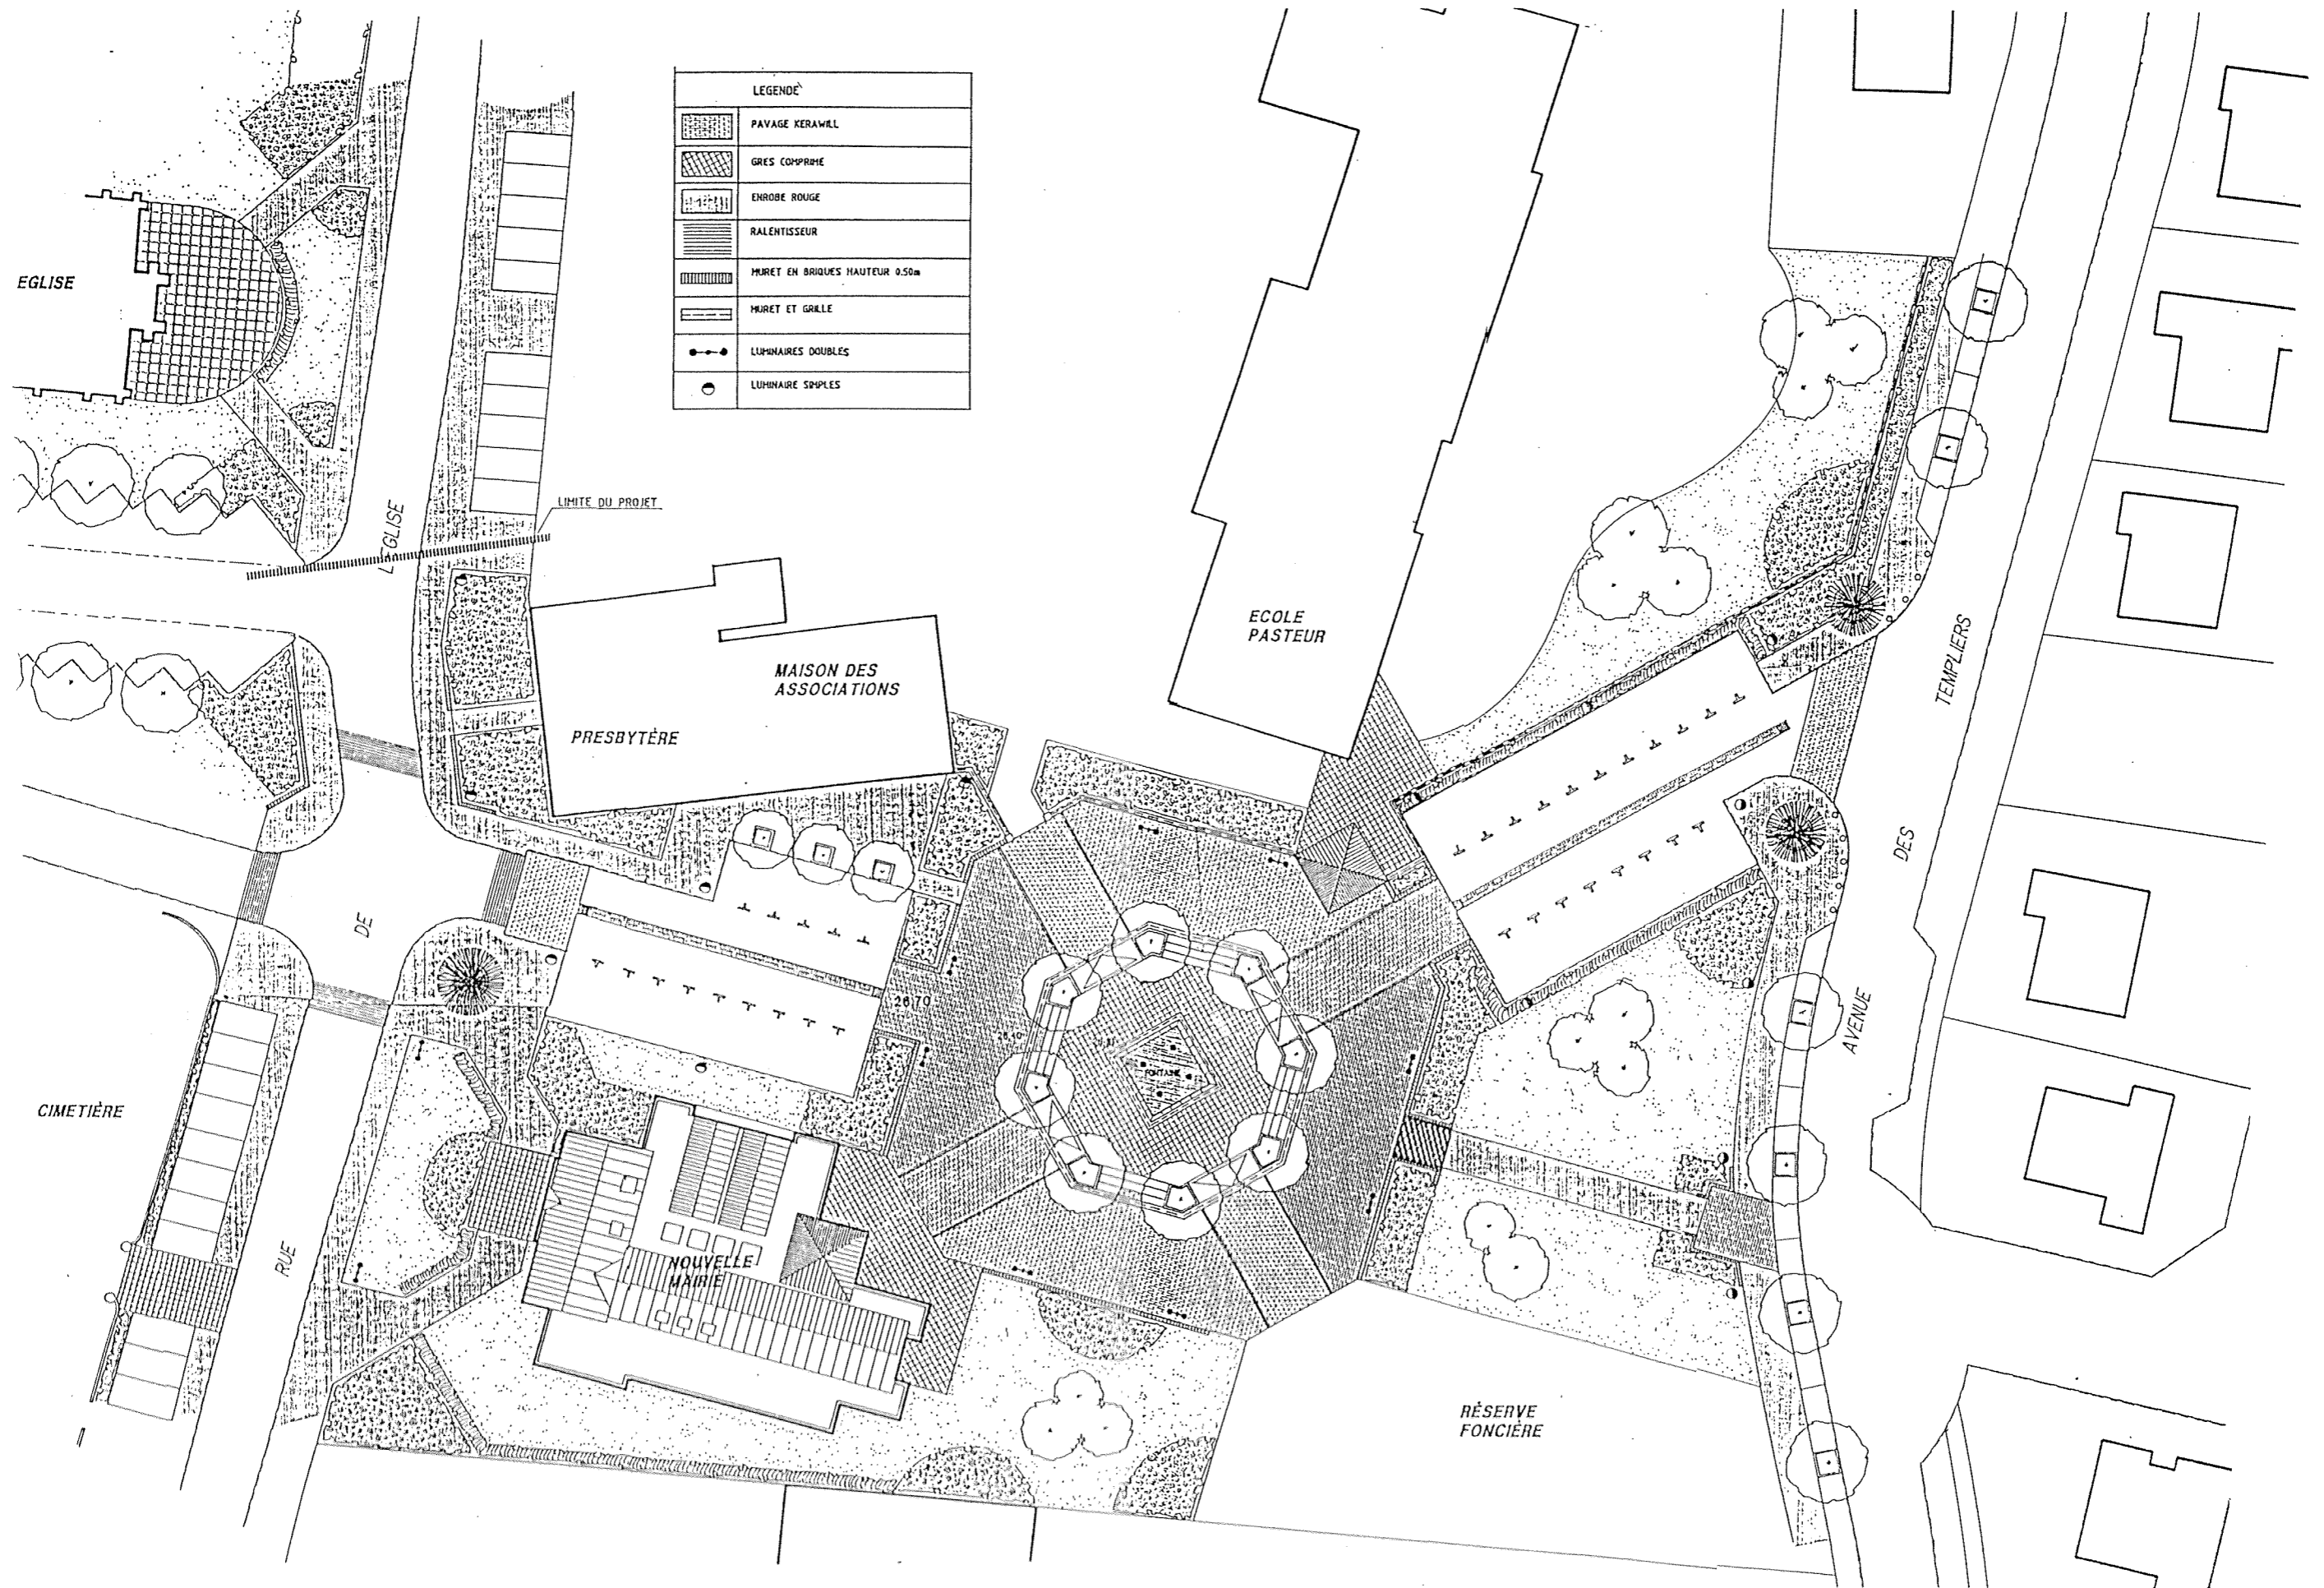 LEGENDE
PAVAGE KERAWILL
GRES COMPRIME
ENROBE ROUGE
RALENTISSEUR
MURET EN BRIQUES HAUTEUR 0.50m
MURET ET GRILLE
LUMINAIRES DOUBLES
LUMINAIRE SIMPLES
EGLISE
LIMITE DU PROJET
L'EGLISE
DE
RUE
ECOLE
PASTEUR
MAISON DES
ASSOCIATIONS
PRESBYTÈRE
TEMPLIERS
DES
AVENUE
26.70
FONTAINE
CIMETIÈRE
NOUVELLE
MAIRIE
RÉSERVE
FONCIÈRE